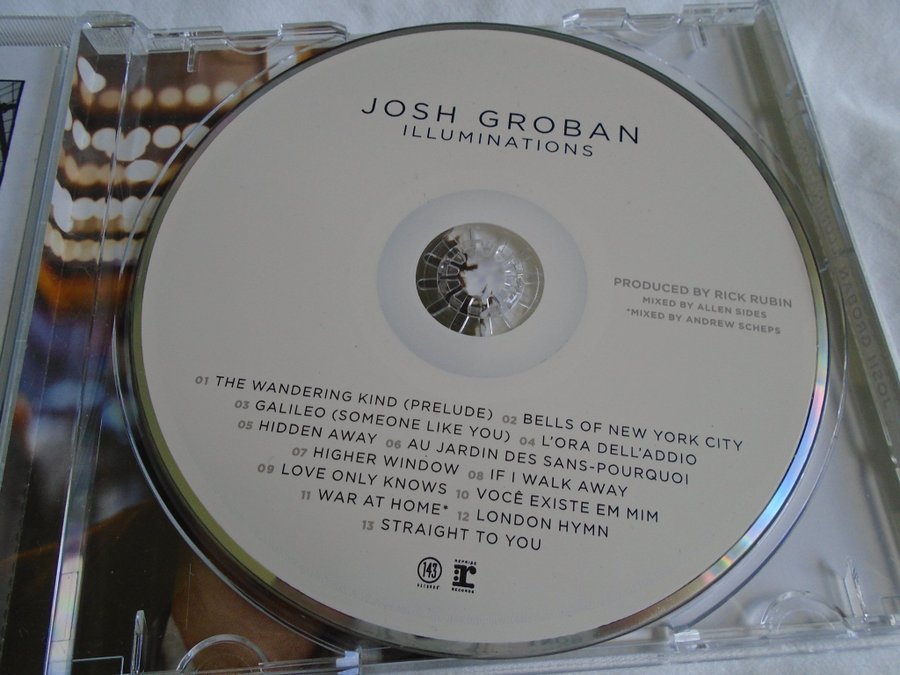 JOSH GROBAN
ILLUMINATIONS
PRODUCED BY RICK RUBIN
MIXED BY ALLEN SIDES
*MIXED BY ANDREW SCHEPS
01 THE WANDERING KIND (PRELUDE) 02 BELLS OF NEW YORK CITY
03 GALILEO (SOMEONE LIKE YOU) 04 L'ORA DELL'ADDIO
05 HIDDEN AWAY 06 AU JARDIN DES SANS-POURQUOI
07 HIGHER WINDOW 08 IF I WALK AWAY
09 LOVE ONLY KNOWS 10 VOCÊ EXISTE EM MIM
11 WAR AT HOME* 12 LONDON HYMN
13 STRAIGHT TO YOU
143
RECORDS
REPRISE
r
RECORDS